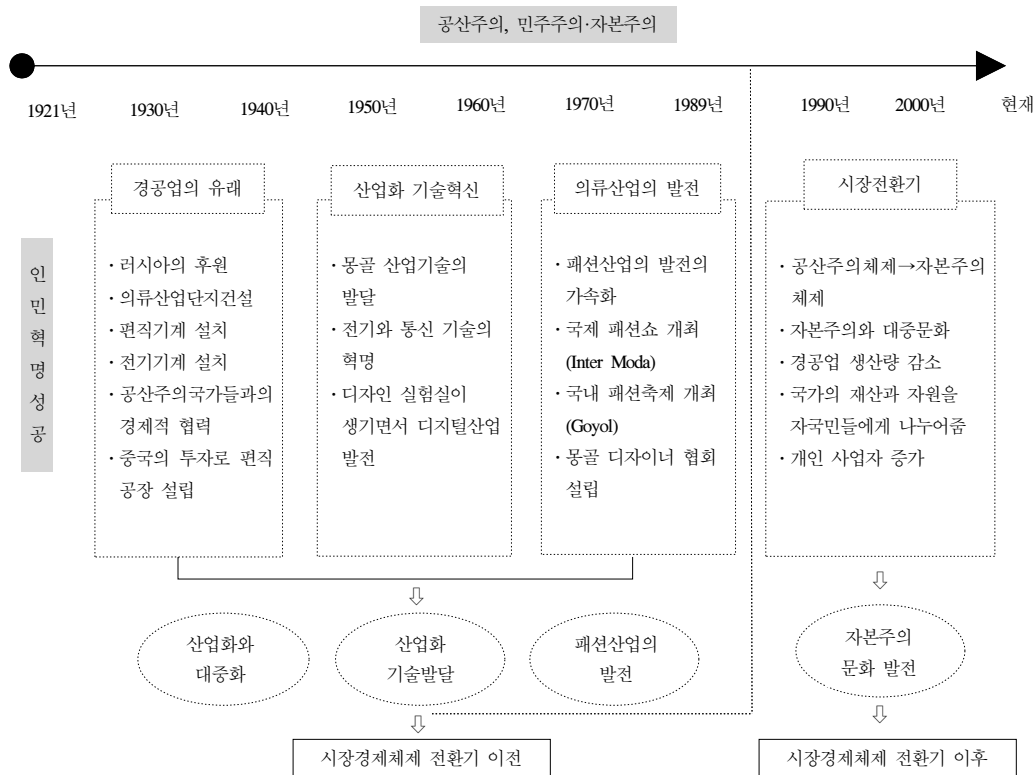 공산주의, 민주주의·자본주의
1921년
1930년
1940년
1950년
1960년
1970년
1989년
1990년
2000년
현재
인
민
혁
명
성
공
경공업의 유래
· 러시아의 후원
· 의류산업단지건설
· 편직기계 설치
· 전기기계 설치
· 공산주의국가들과의
경제적 협력
· 중국의 투자로 편직
공장 설립
산업화 기술혁신
· 몽골 산업기술의
발달
· 전기와 통신 기술의
혁명
· 디자인 실험실이
생기면서 디지털산업
발전
의류산업의 발전
· 패션산업의 발전의
가속화
· 국제 패션쇼 개최
(Inter Moda)
· 국내 패션축제 개최
(Goyol)
· 몽골 디자이너 협회
설립
시장전환기
· 공산주의체제→자본주의
체제
· 자본주의와 대중문화
· 경공업 생산량 감소
· 국가의 재산과 자원을
자국민들에게 나누어줌
· 개인 사업자 증가
⇩
⇩
산업화와
대중화
산업화
기술발달
패션산업의
발전
자본주의
문화 발전
⇩
⇩
시장경제체제 전환기 이전
시장경제체제 전환기 이후